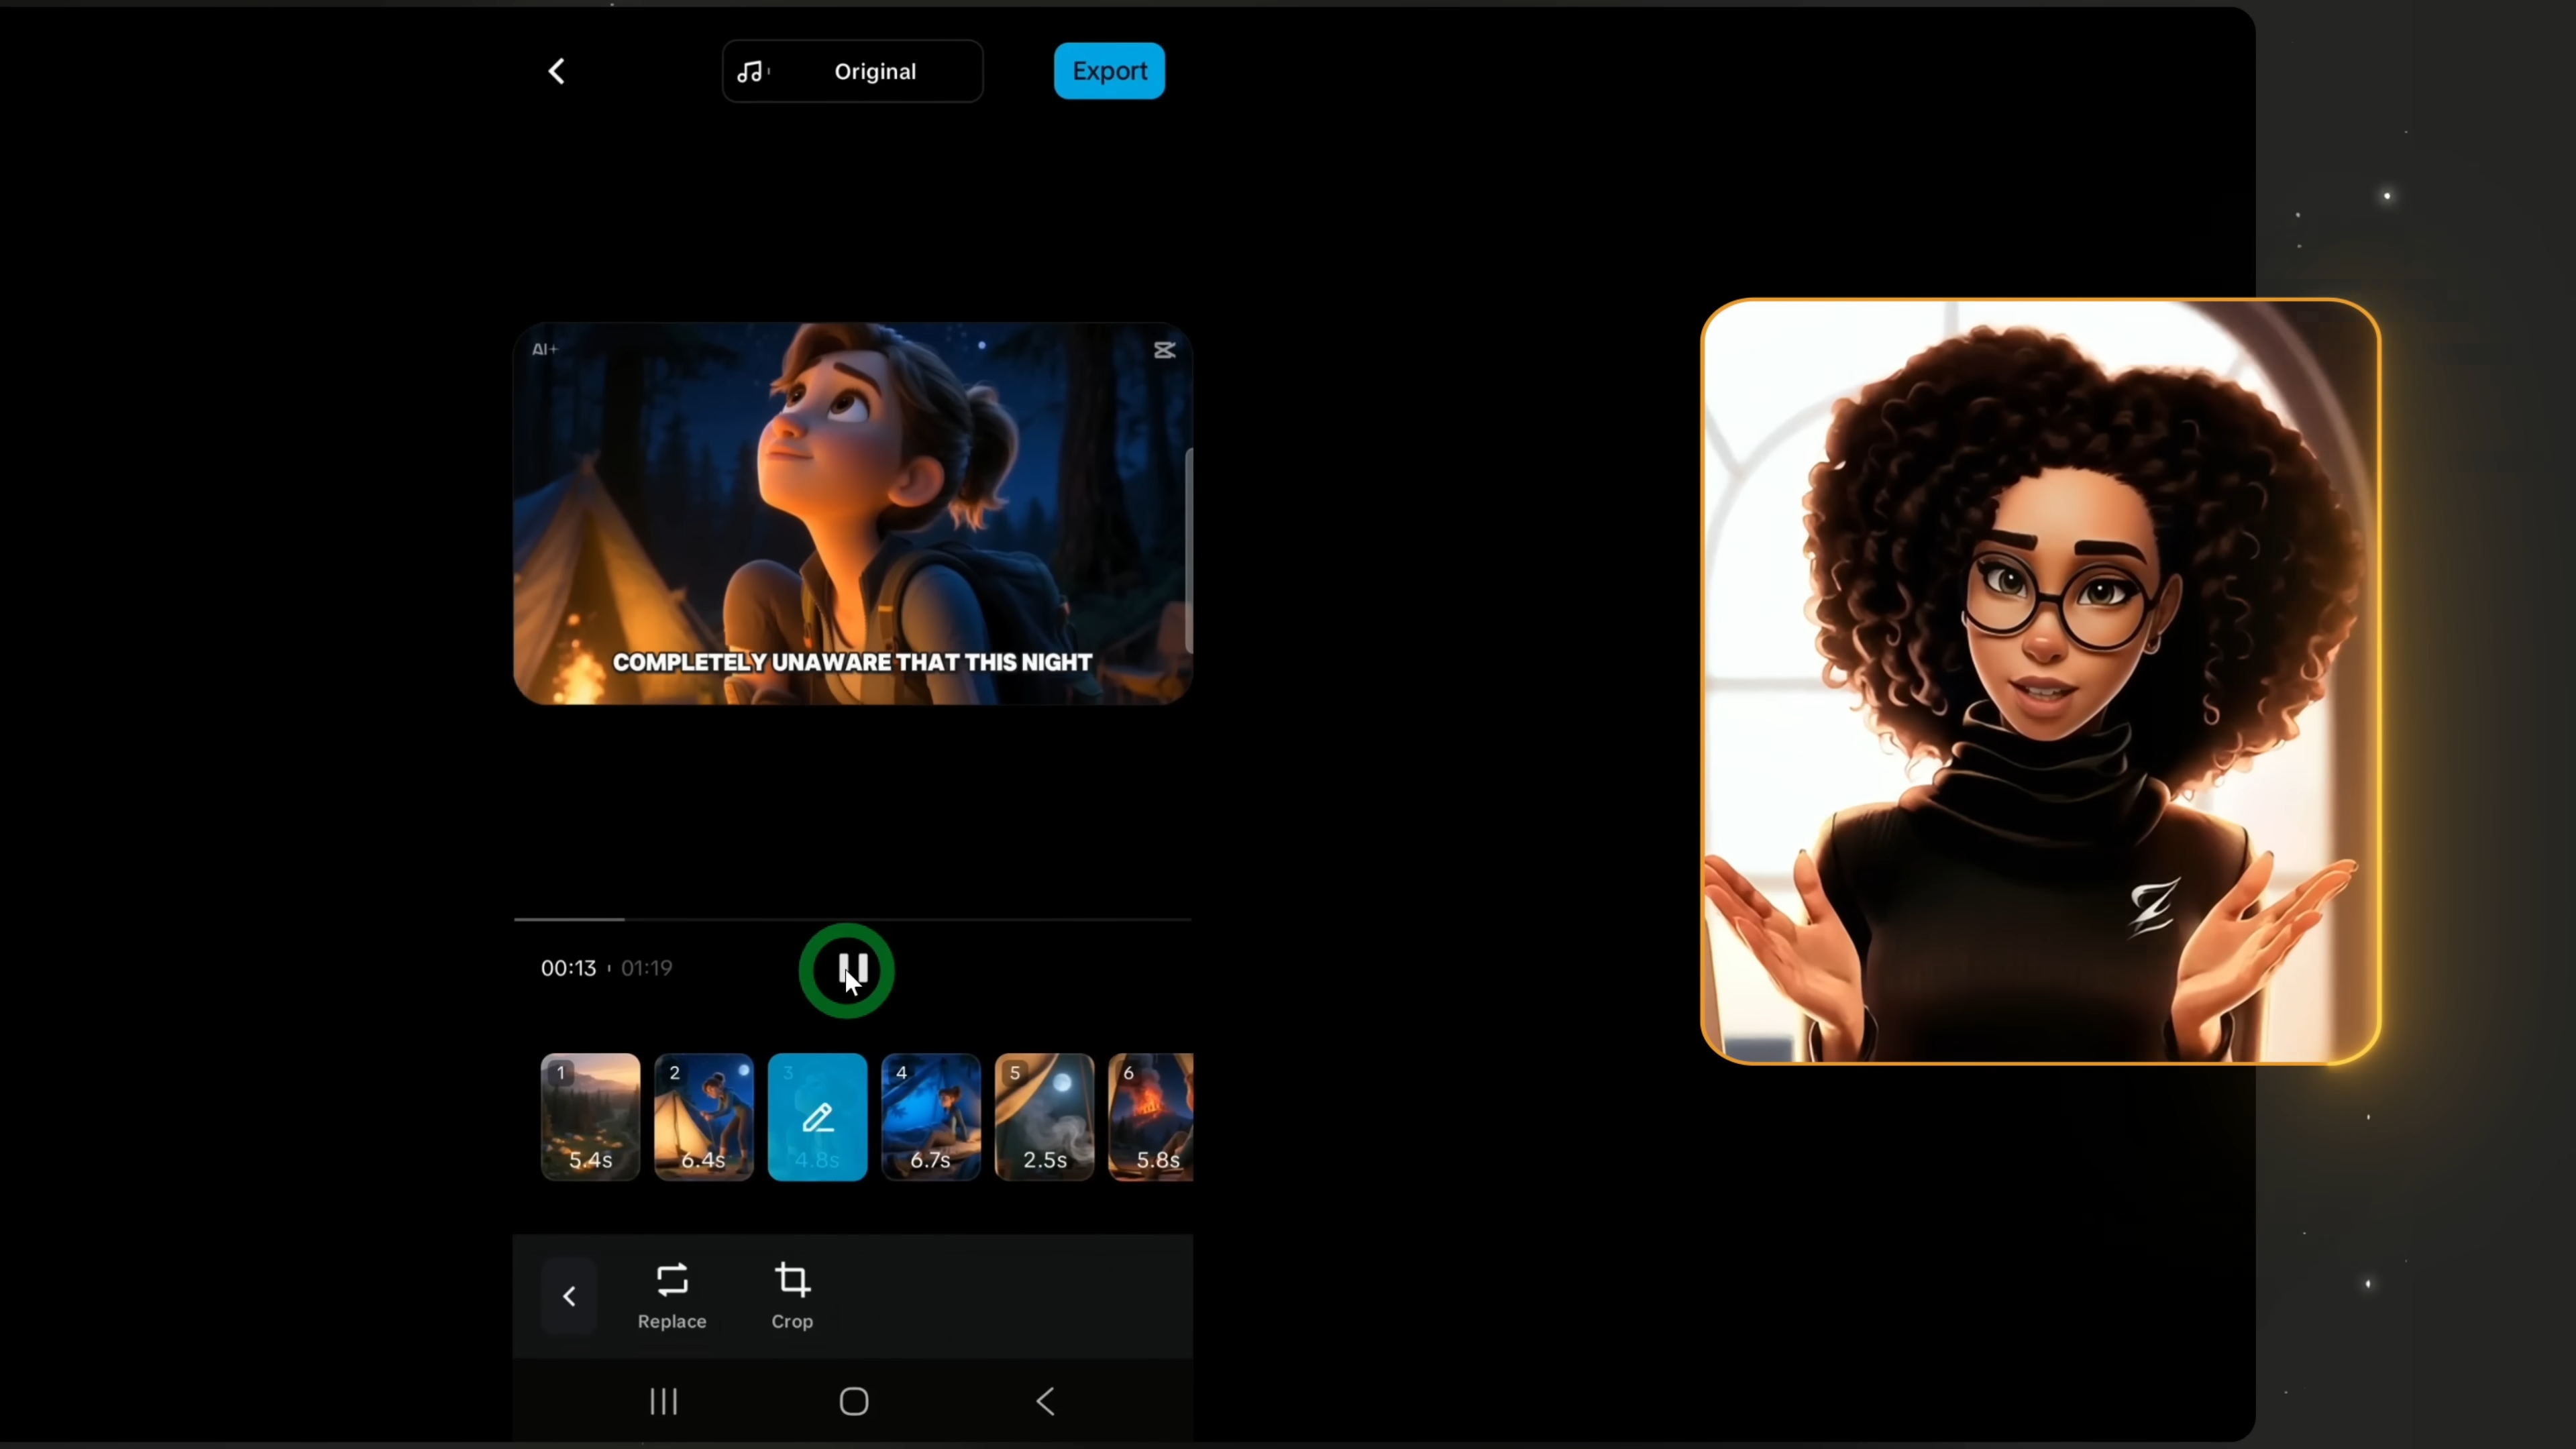 Original
Export
AI+
COMPLETELY UNAWARE THAT THIS NIGHT
00:13 01:19
1 2 3 4 5 6
5.4s 6.4s 4.8s 6.7s 2.5s 5.8s
Replace Crop
Z